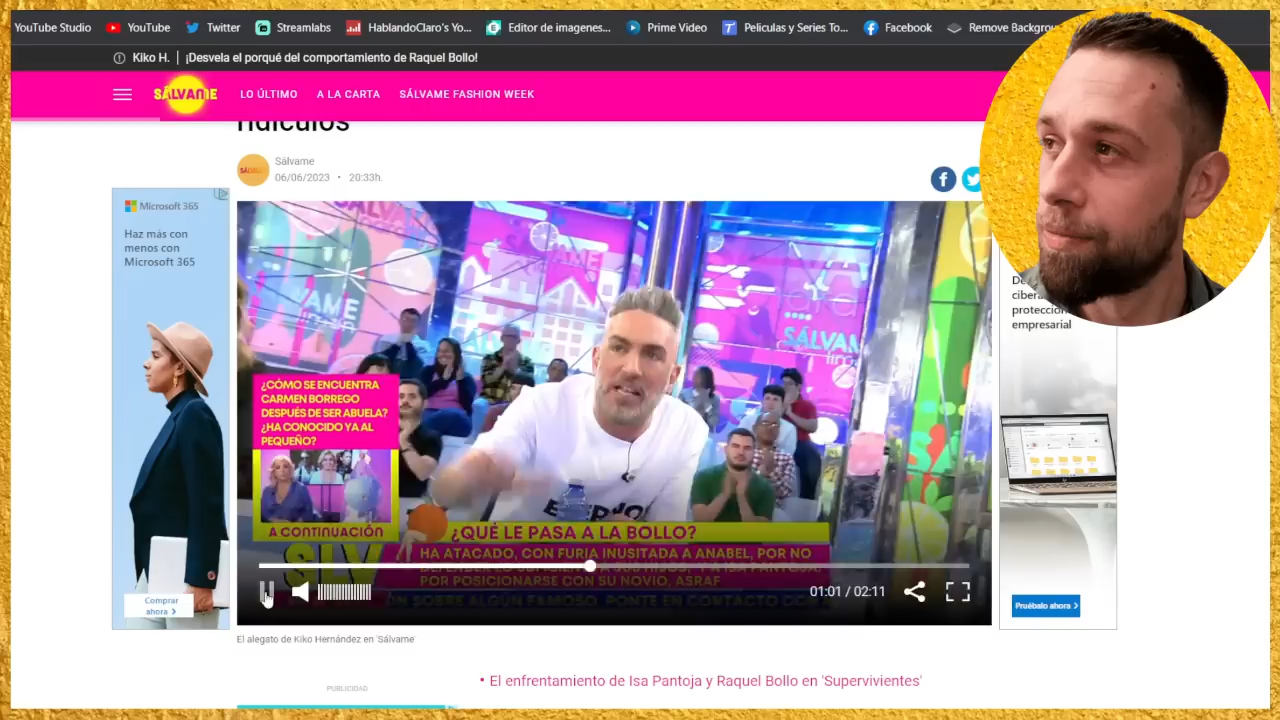 YouTube Studio
YouTube
Twitter
Streamlabs
HablandoClaro's Yo...
Editor de imagenes...
Prime Video
Peliculas y Series To...
Facebook
Remove Backgrou
Kiko H. | ¡Desvela el porqué del comportamiento de Raquel Bollo!
SÁLVAME
LO ÚLTIMO
A LA CARTA
SÁLVAME FASHION WEEK
ridículos
Sálvame
06/06/2023 • 20:33h.
Microsoft 365
Haz más con
menos con
Microsoft 365
Comprar
ahora
SÁLVAME
¿CÓMO SE ENCUENTRA
CARMEN BORREGO
DESPUÉS DE SER ABUELA?
¿HA CONOCIDO YA AL
PEQUEÑO?
A CONTINUACIÓN
SLV
¿QUÉ LE PASA A LA BOLLO?
HA ATACADO, CON FURIA INUSITADA A ANABEL, POR NO
POR POSICIONARSE CON SU NOVIO, ASRAF
01:01 / 02:11
empresarial
Pruébalo ahora
El alegato de Kiko Hernández en 'Sálvame'
PUBLICIDAD
• El enfrentamiento de Isa Pantoja y Raquel Bollo en 'Supervivientes'